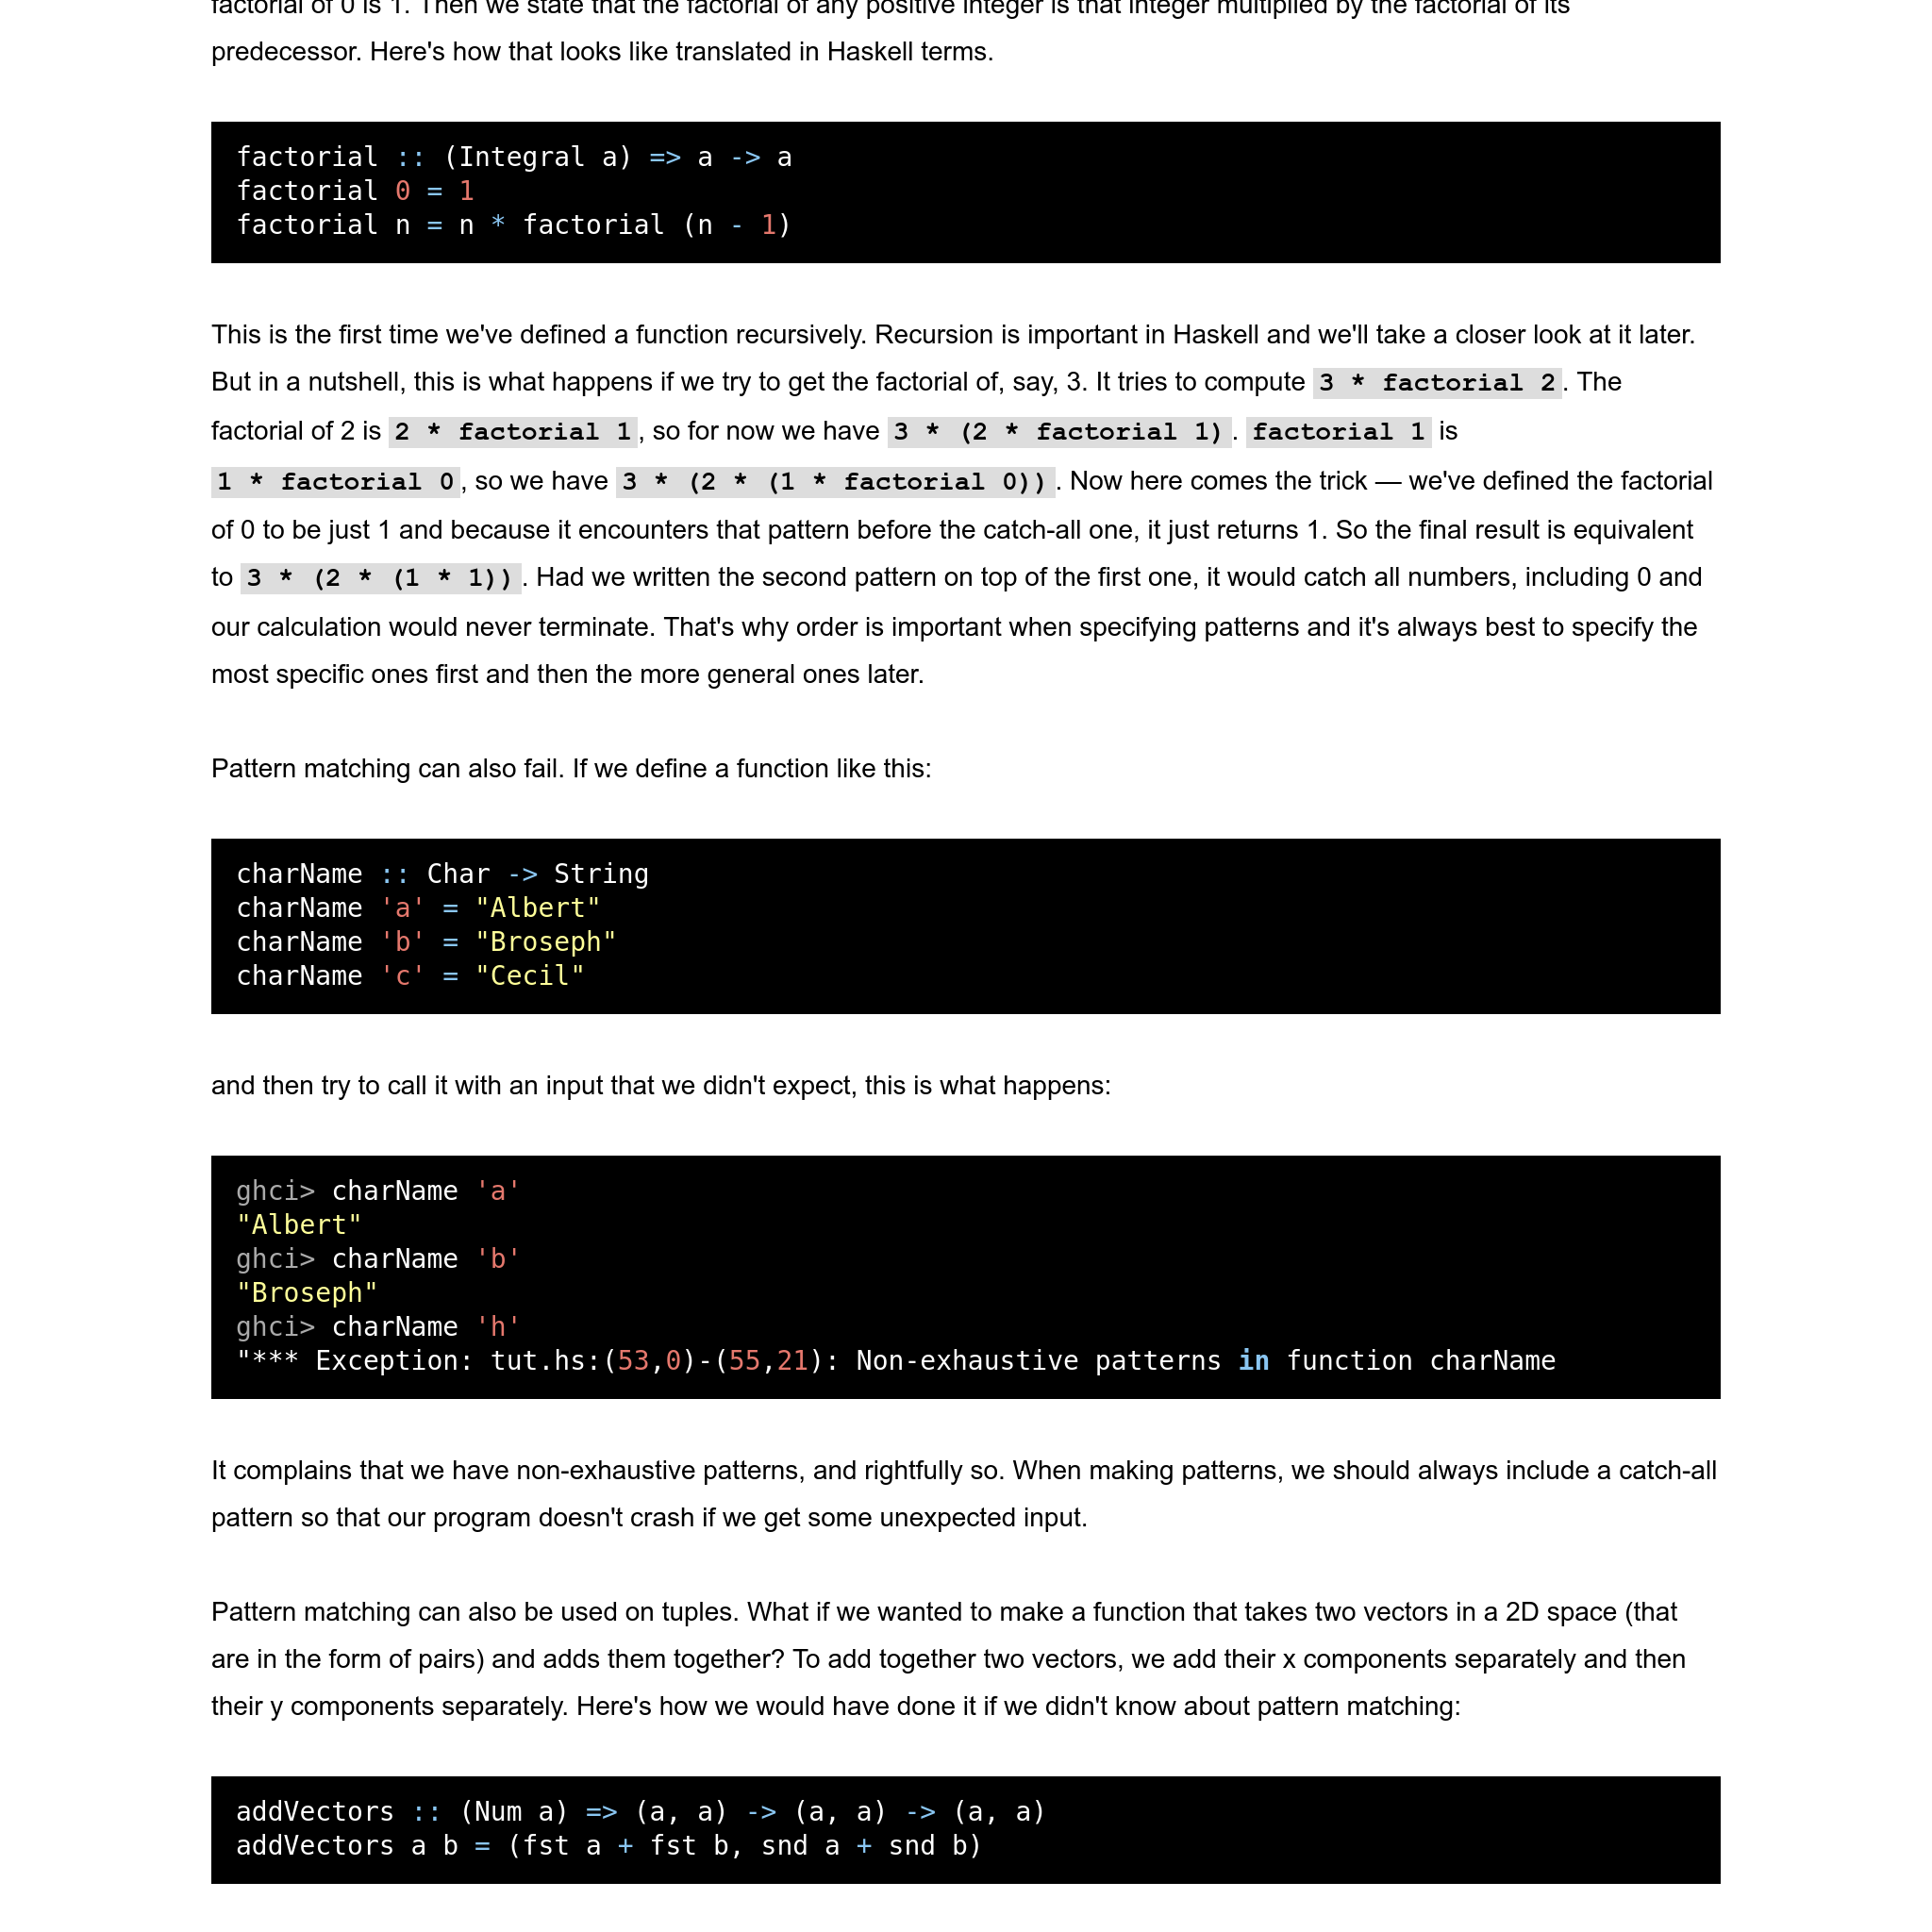 factorial of 0 is 1. Then we state that the factorial of any positive integer is that integer multiplied by the factorial of its
predecessor. Here's how that looks like translated in Haskell terms.
factorial :: (Integral a) => a -> a
factorial 0 = 1
factorial n = n * factorial (n - 1)
This is the first time we've defined a function recursively. Recursion is important in Haskell and we'll take a closer look at it later.
But in a nutshell, this is what happens if we try to get the factorial of, say, 3. It tries to compute 3 * factorial 2. The
factorial of 2 is 2 * factorial 1, so for now we have 3 * (2 * factorial 1). factorial 1 is
1 * factorial 0, so we have 3 * (2 * (1 * factorial 0)). Now here comes the trick — we've defined the factorial
of 0 to be just 1 and because it encounters that pattern before the catch-all one, it just returns 1. So the final result is equivalent
to 3 * (2 * (1 * 1)). Had we written the second pattern on top of the first one, it would catch all numbers, including 0 and
our calculation would never terminate. That's why order is important when specifying patterns and it's always best to specify the
most specific ones first and then the more general ones later.
Pattern matching can also fail. If we define a function like this:
charName :: Char -> String
charName 'a' = "Albert"
charName 'b' = "Broseph"
charName 'c' = "Cecil"
and then try to call it with an input that we didn't expect, this is what happens:
ghci> charName 'a'
"Albert"
ghci> charName 'b'
"Broseph"
ghci> charName 'h'
"*** Exception: tut.hs:(53,0)-(55,21): Non-exhaustive patterns in function charName
It complains that we have non-exhaustive patterns, and rightfully so. When making patterns, we should always include a catch-all
pattern so that our program doesn't crash if we get some unexpected input.
Pattern matching can also be used on tuples. What if we wanted to make a function that takes two vectors in a 2D space (that
are in the form of pairs) and adds them together? To add together two vectors, we add their x components separately and then
their y components separately. Here's how we would have done it if we didn't know about pattern matching:
addVectors :: (Num a) => (a, a) -> (a, a) -> (a, a)
addVectors a b = (fst a + fst b, snd a + snd b)